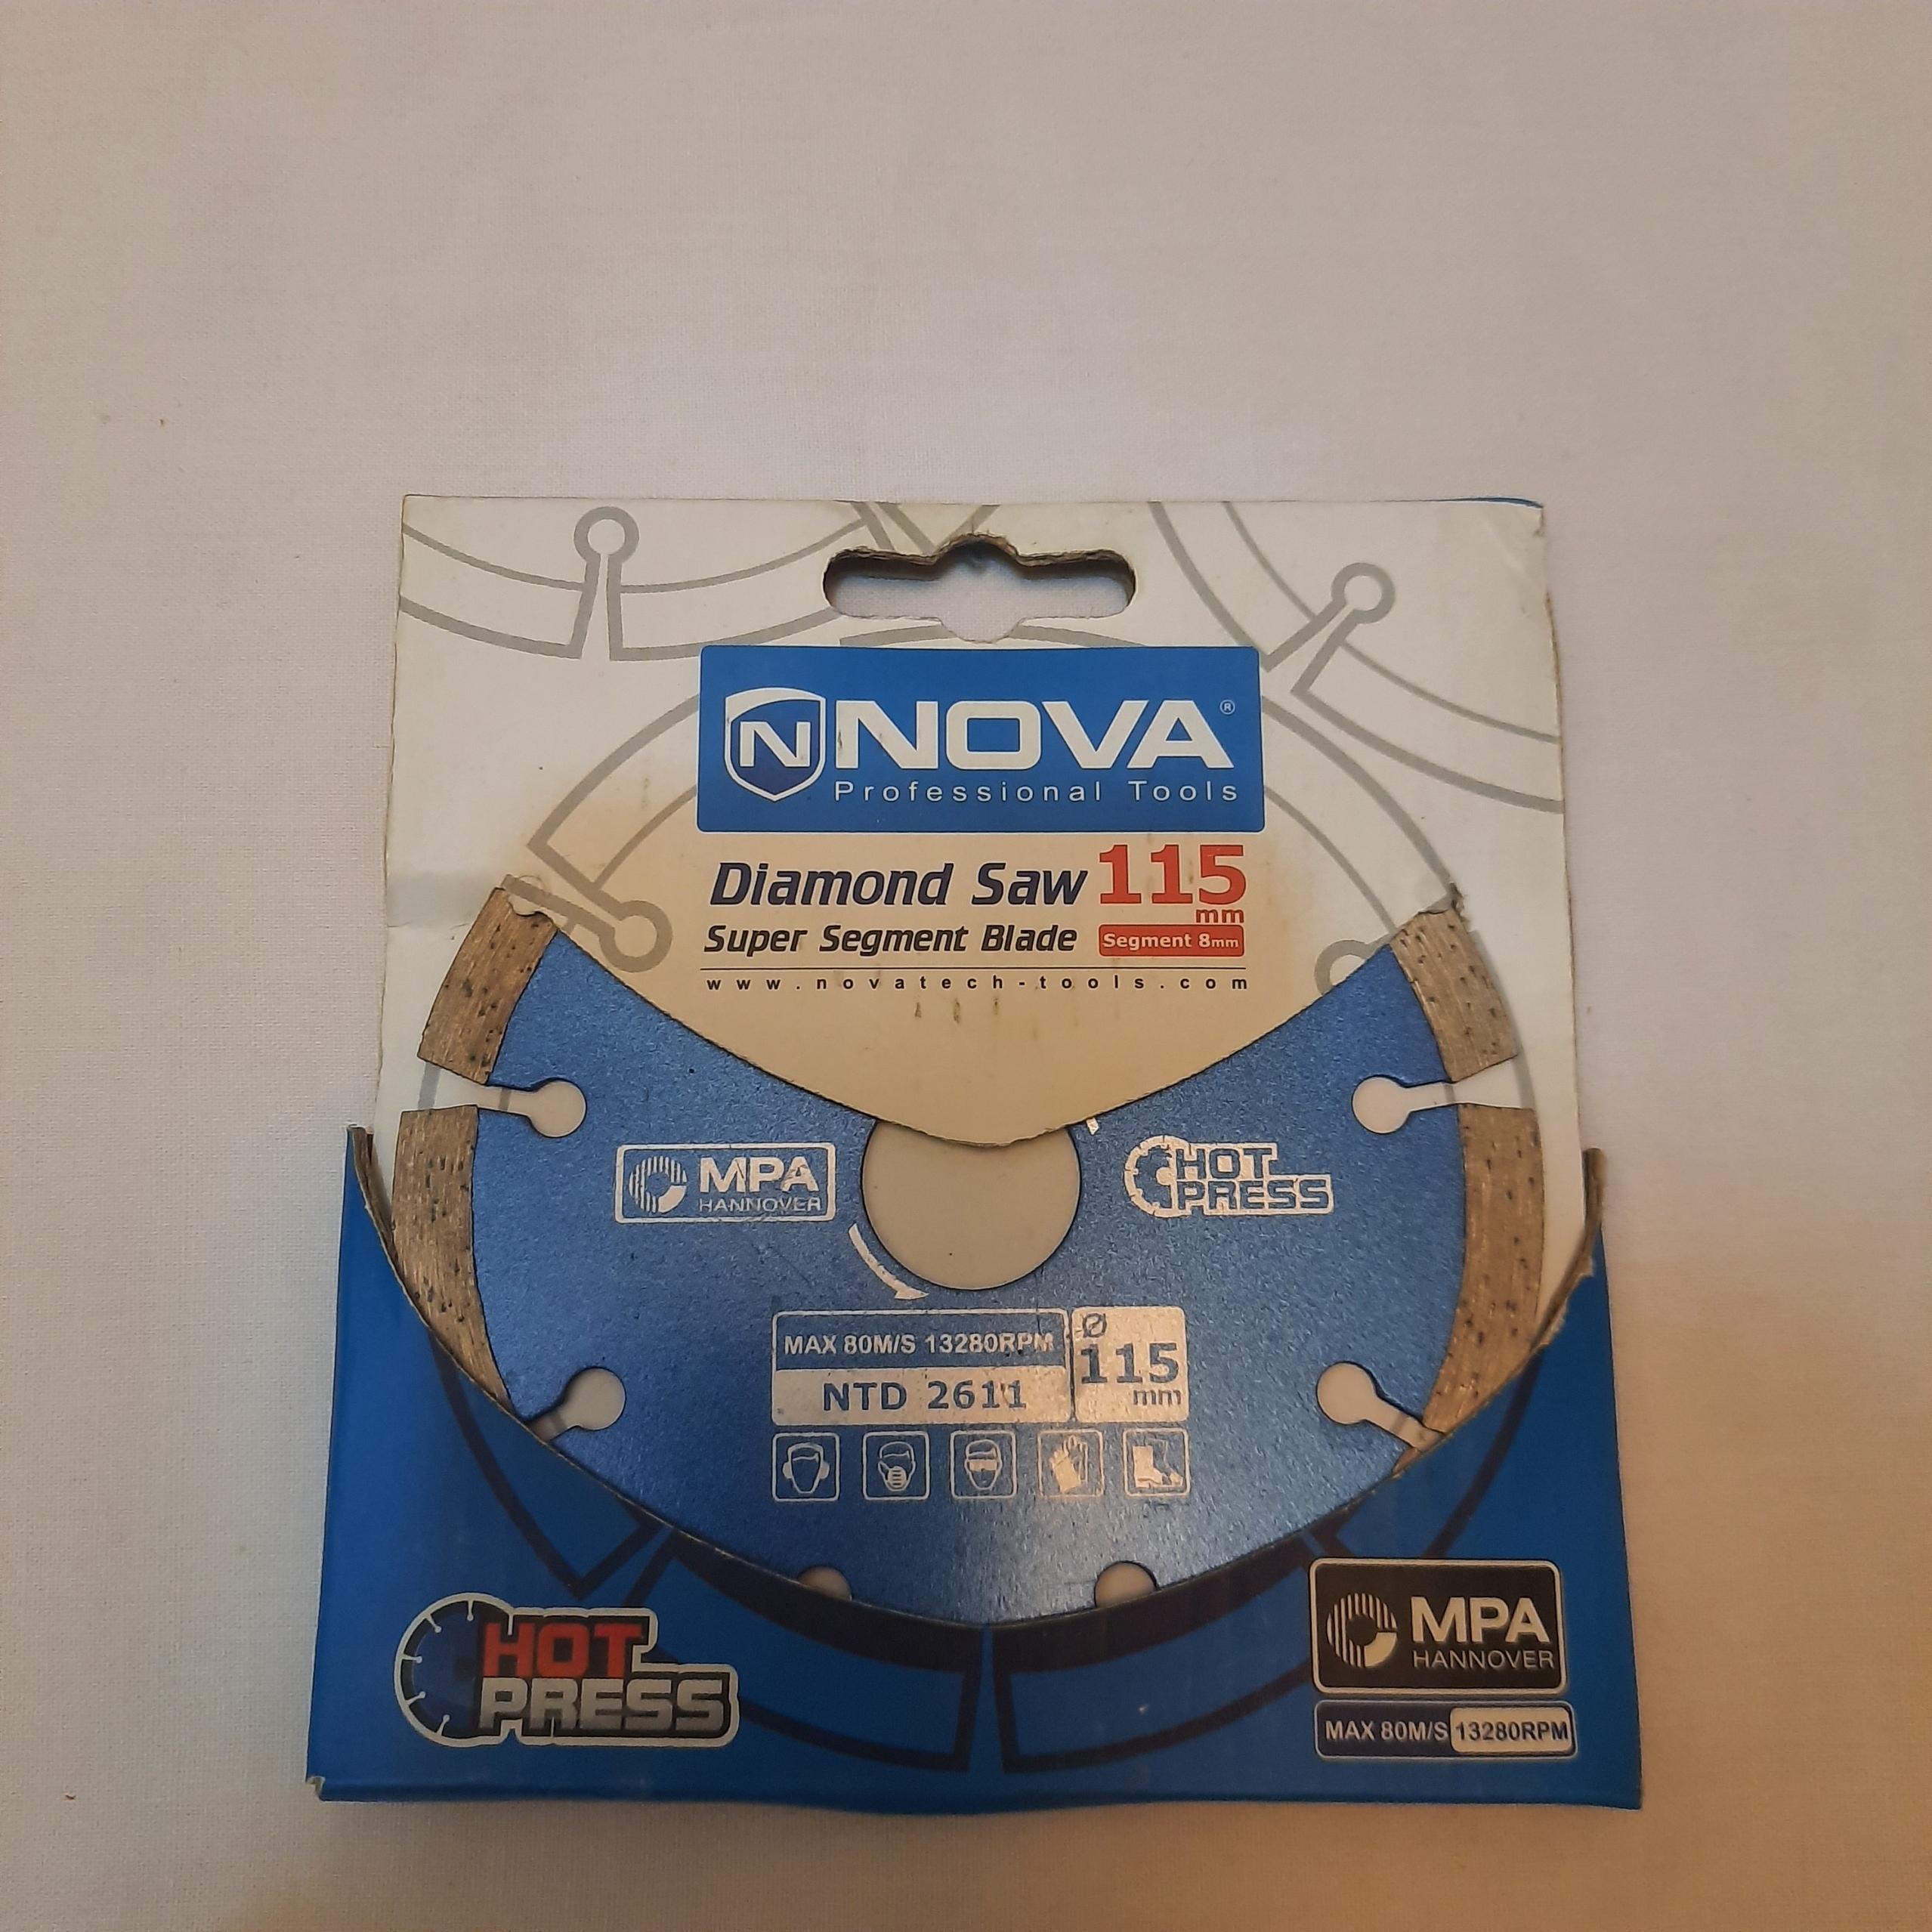 N NOVA®
Professional Tools
Diamond Saw 115
mm
Super Segment Blade Segment 8mm
www.novatech-tools.com
MPA
HANNOVER
HOT
PRESS
MAX 80M/S 13280RPM
NTD 2611
Ø
115
mm
HOT
PRESS
MPA
HANNOVER
MAX 80M/S 13280RPM